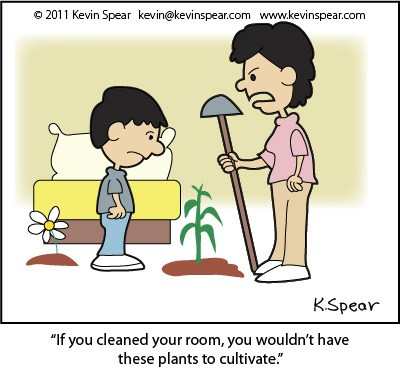 © 2011 Kevin Spear   kevin@kevinspear.com   www.kevinspear.com
K.Spear
“If you cleaned your room, you wouldn’t have
these plants to cultivate.”